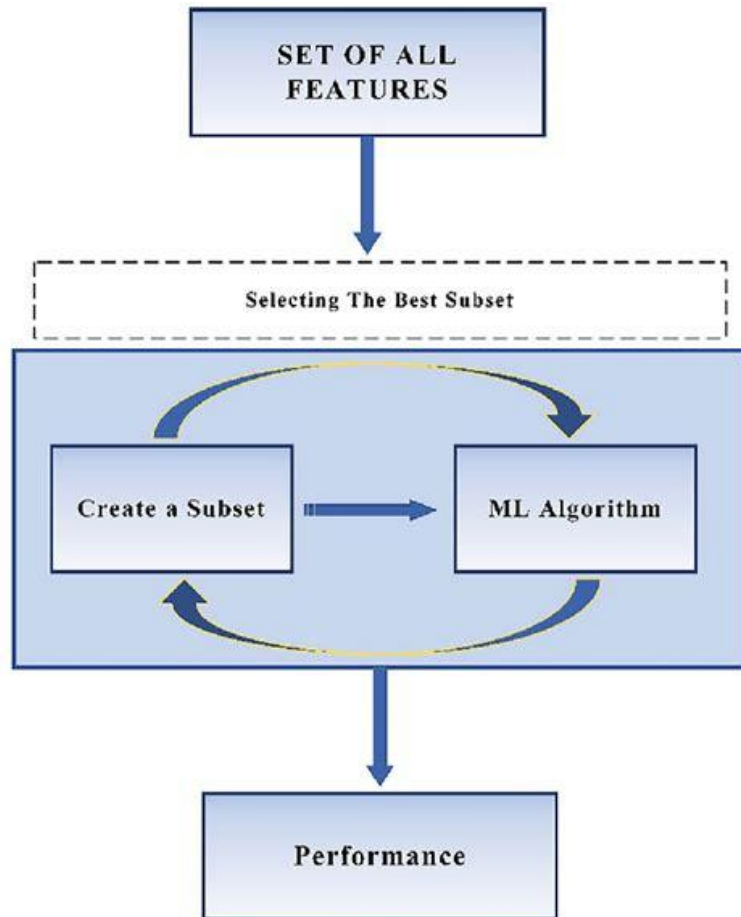 SET OF ALL
FEATURES
Selecting The Best Subset
Create a Subset
ML Algorithm
Performance